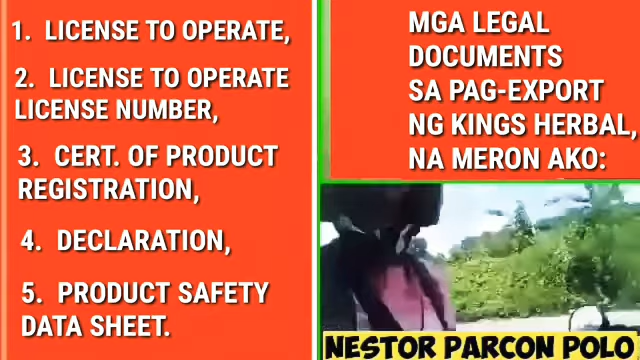 1. LICENSE TO OPERATE,
2. LICENSE TO OPERATE
LICENSE NUMBER,
3. CERT. OF PRODUCT
REGISTRATION,
4. DECLARATION,
5. PRODUCT SAFETY
DATA SHEET.
MGA LEGAL
DOCUMENTS
SA PAG-EXPORT
NG KINGS HERBAL,
NA MERON AKO:
NESTOR PARCON POLO